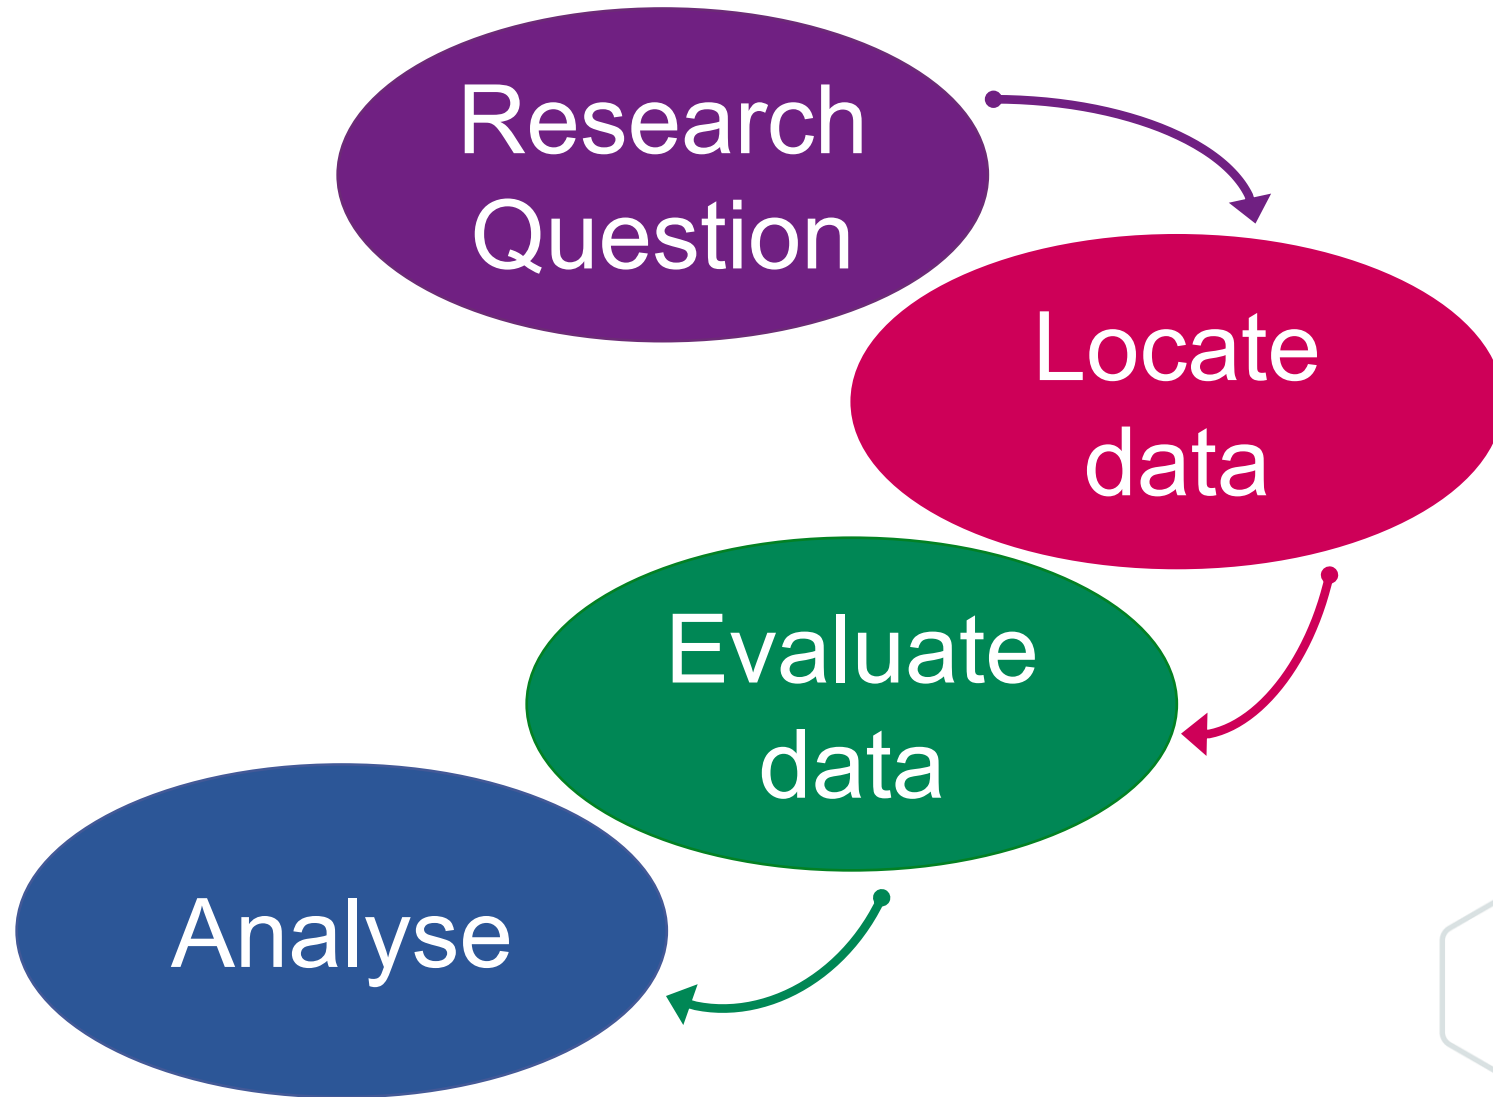 Research
Question
Locate
data
Evaluate
data
Analyse